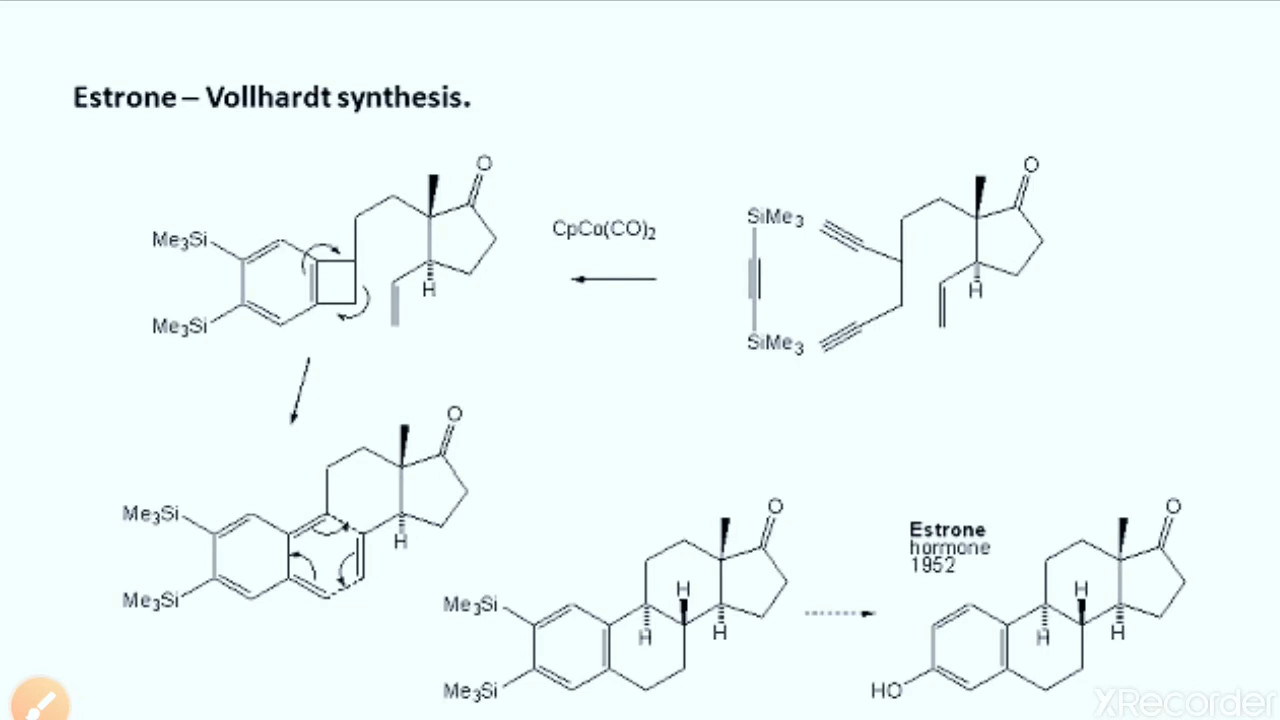 Estrone – Vollhardt synthesis.
O
Me₃Si
H
Me₃Si
CpCo(CO)₂
O
SiMe₃
H
SiMe₃
O
Me₃Si
H
Me₃Si
O
Me₃Si
H
H
H
Me₃Si
Estrone
hormone
1952
O
H
H
H
HO
XRecorder